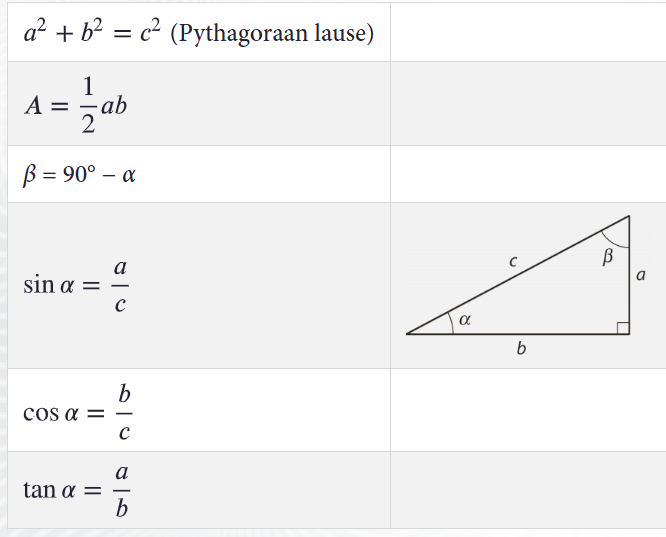 a² + b² = c² (Pythagoraan lause)
A = 1/2 ab
β = 90° – α
sin α = a/c
c
β
a
α
b
cos α = b/c
tan α = a/b